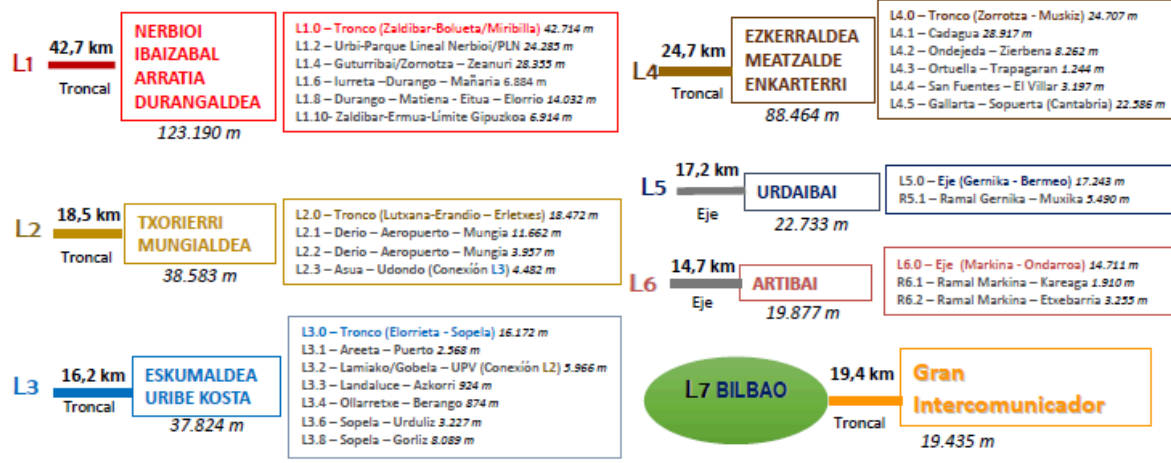 L1
42,7 km
Troncal
NERBIOI
IBAIZABAL
ARRATIA
DURANGALDEA
123.190 m
L1.0 – Tronco (Zaldibar-Bolueta/Miribilla) 42.714 m
L1.2 – Urbi-Parque Lineal Nerbioi/PLN 24.285 m
L1.4 – Guturribai/Zornotza – Zeanuri 28.355 m
L1.6 – Iurreta –Durango – Mañaria 6.884 m
L1.8 – Durango – Matiena - Eitua – Elorrio 14.032 m
L1.10- Zaldibar-Ermua-Límite Gipuzkoa 6.914 m
L2
18,5 km
Troncal
TXORIERRI
MUNGIALDEA
38.583 m
L2.0 – Tronco (Lutxana-Erandio – Erletxes) 18.472 m
L2.1 – Derio – Aeropuerto – Mungia 11.662 m
L2.2 – Derio – Aeropuerto – Mungia 3.957 m
L2.3 – Asua – Udondo (Conexión L3) 4.482 m
L3
16,2 km
Troncal
ESKUMALDEA
URIBE KOSTA
37.824 m
L3.0 – Tronco (Elorrieta - Sopela) 16.172 m
L3.1 – Areeta – Puerto 2.568 m
L3.2 – Lamiako/Gobela – UPV (Conexión L2) 5.966 m
L3.3 – Landaluce – Azkorri 924 m
L3.4 – Ollarretxe – Berango 874 m
L3.6 – Sopela – Urduliz 3.227 m
L3.8 – Sopela – Gorliz 8.089 m
L4
24,7 km
Troncal
EZKERRALDEA
MEATZALDE
ENKARTERRI
88.464 m
L4.0 – Tronco (Zorrotza - Muskiz) 24.707 m
L4.1 – Cadagua 28.917 m
L4.2 – Ondejeda – Zierbena 8.262 m
L4.3 – Ortuella – Trapagaran 1.244 m
L4.4 – San Fuentes – El Villar 3.197 m
L4.5 – Gallarta – Sopuerta (Cantabria) 22.586 m
L5
17,2 km
Eje
URDAIBAI
22.733 m
L5.0 – Eje (Gernika - Bermeo) 17.243 m
R5.1 – Ramal Gernika – Muxika 5.490 m
L6
14,7 km
Eje
ARTIBAI
19.877 m
L6.0 – Eje (Markina - Ondarroa) 14.711 m
R6.1 – Ramal Markina – Kareaga 1.910 m
R6.2 – Ramal Markina – Etxebarria 3.255 m
L7 BILBAO
19,4 km
Troncal
Gran
Intercomunicador
19.435 m